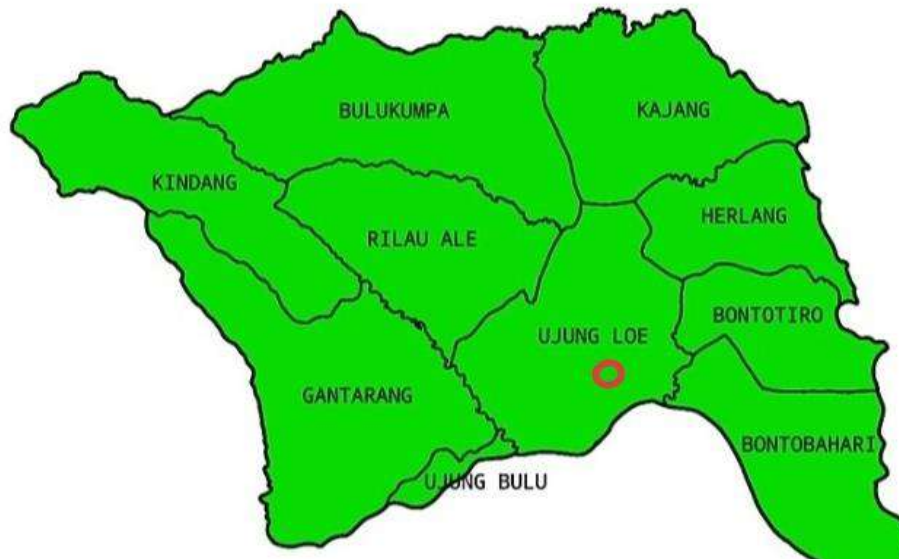 BULUKUMPA
KAJANG
KINDANG
HERLANG
RILAU ALE
BONTOTIRO
UJUNG LOE
GANTARANG
BONTOBAHARI
UJUNG BULU